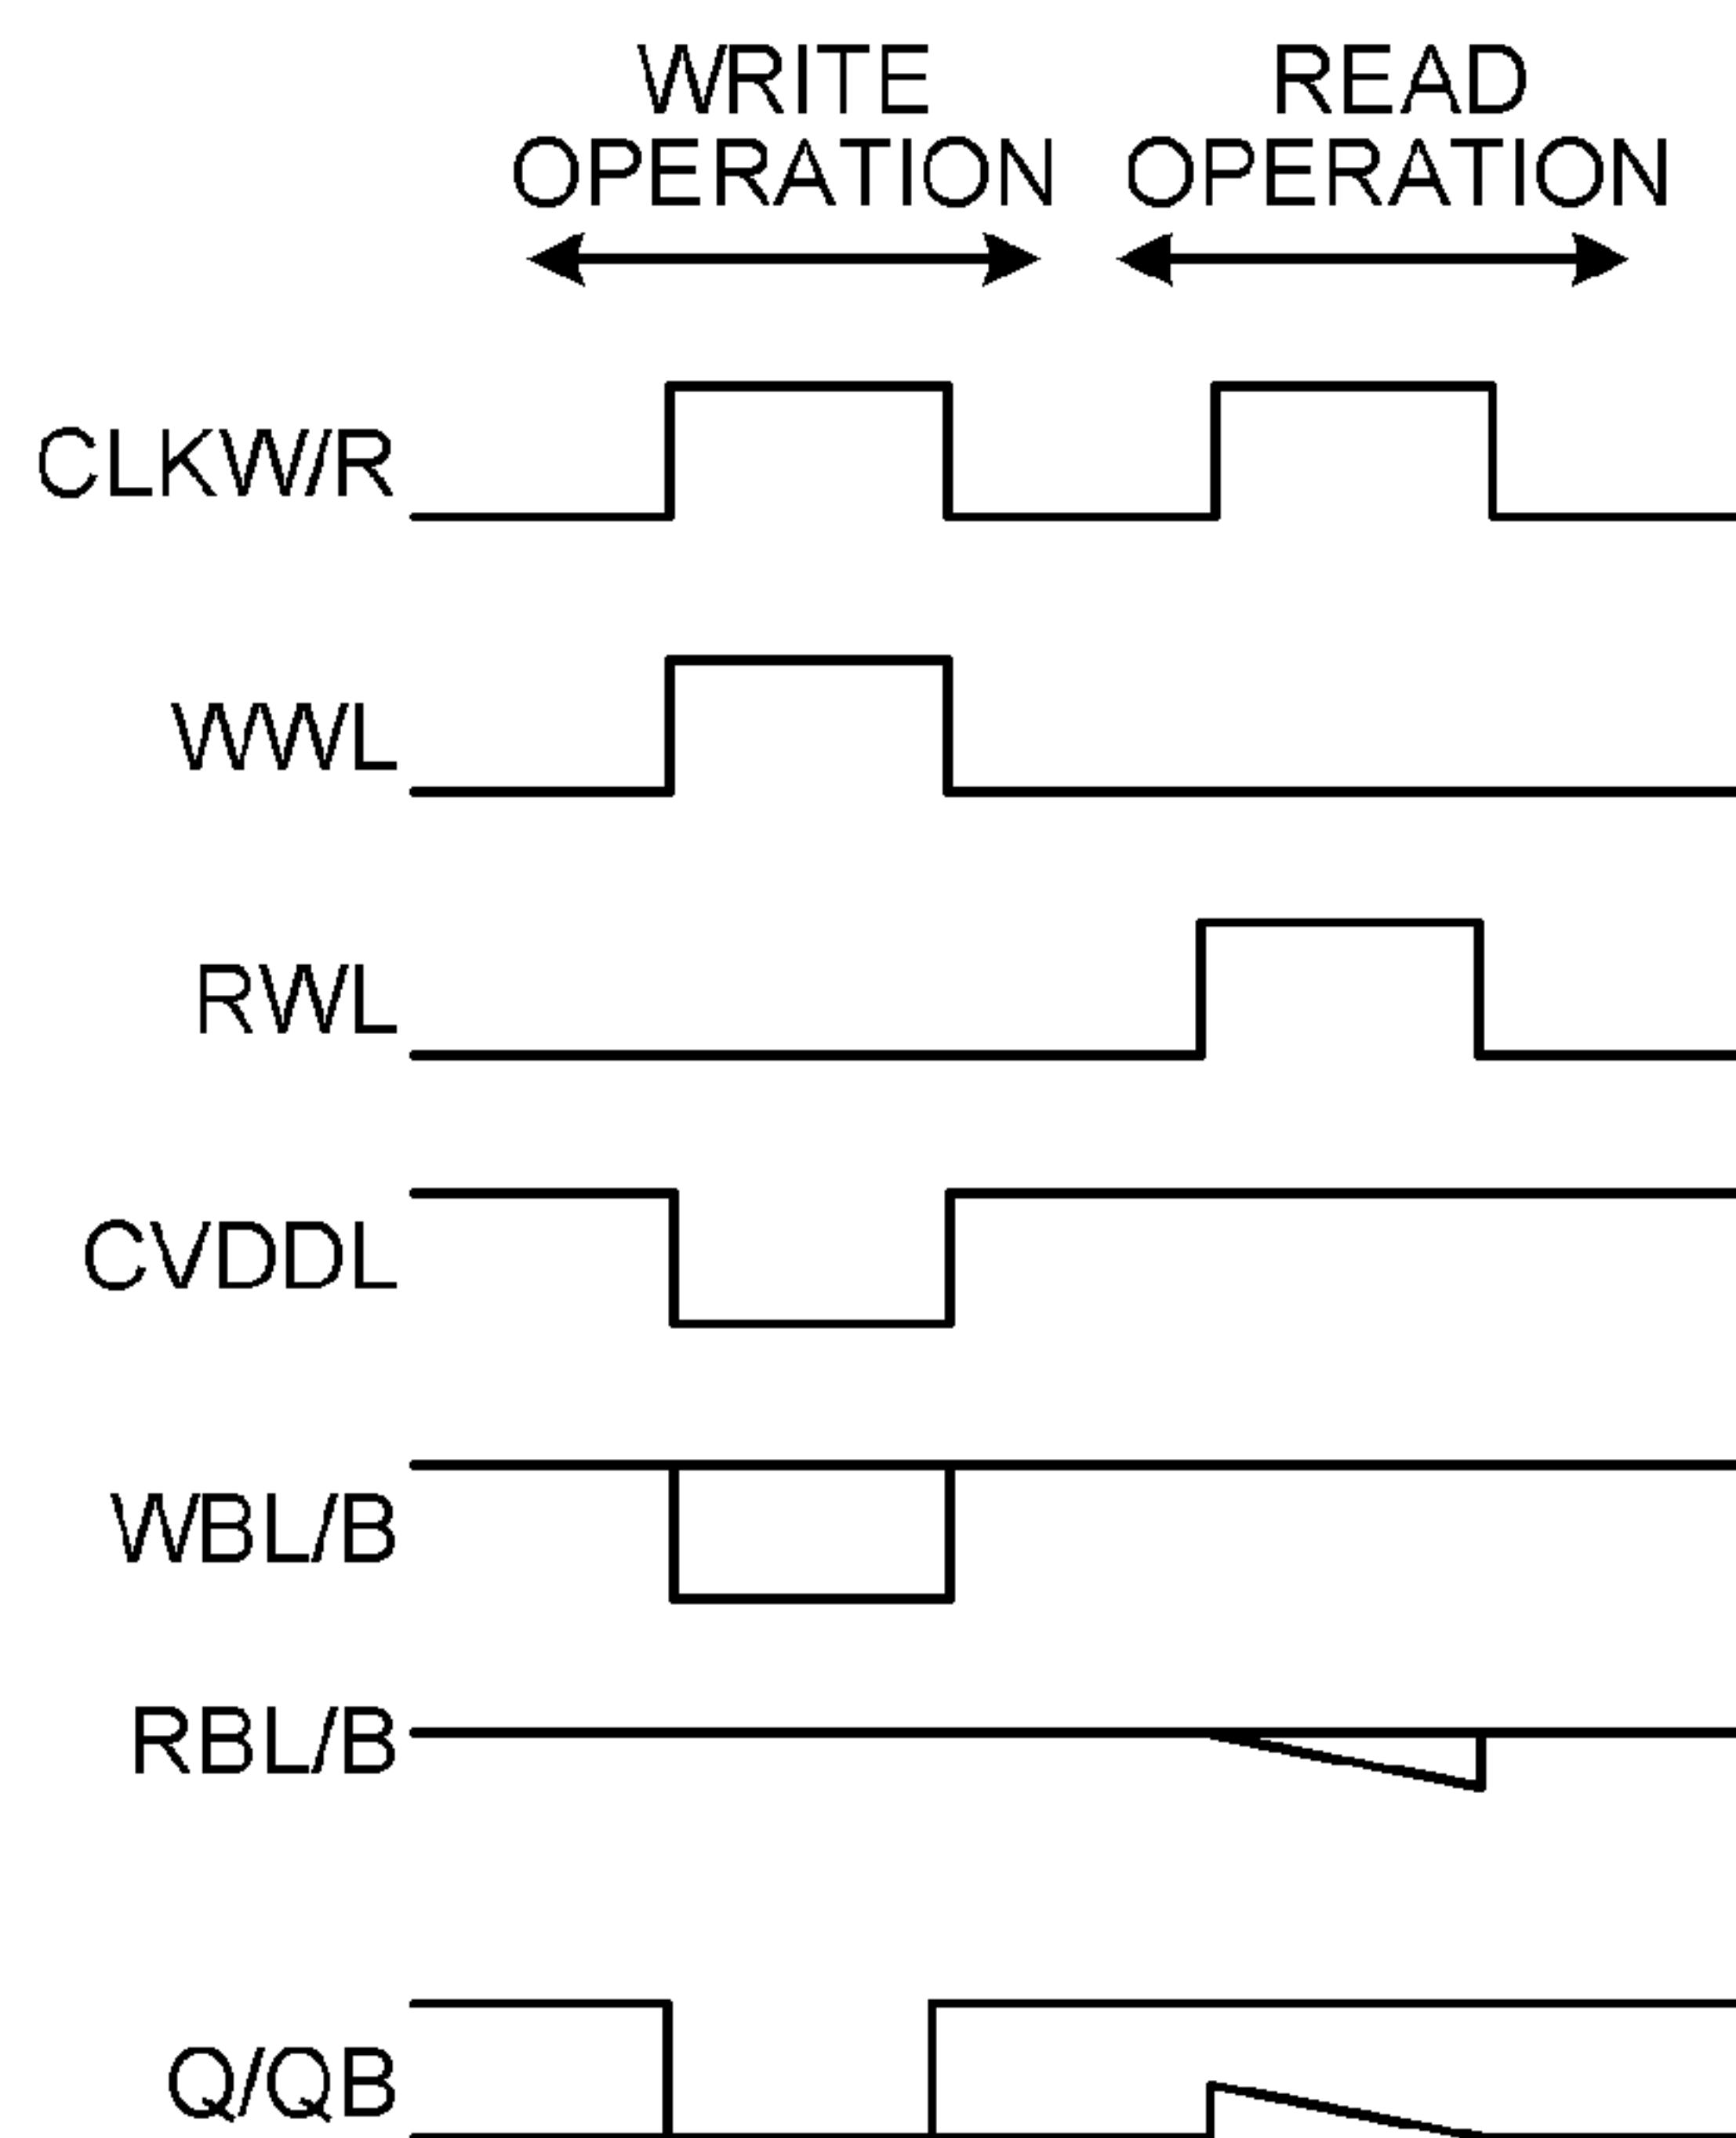 WRITE
OPERATION
READ
OPERATION
CLKW/R
WWL
RWL
CVDDL
WBL/B
RBL/B
Q/QB